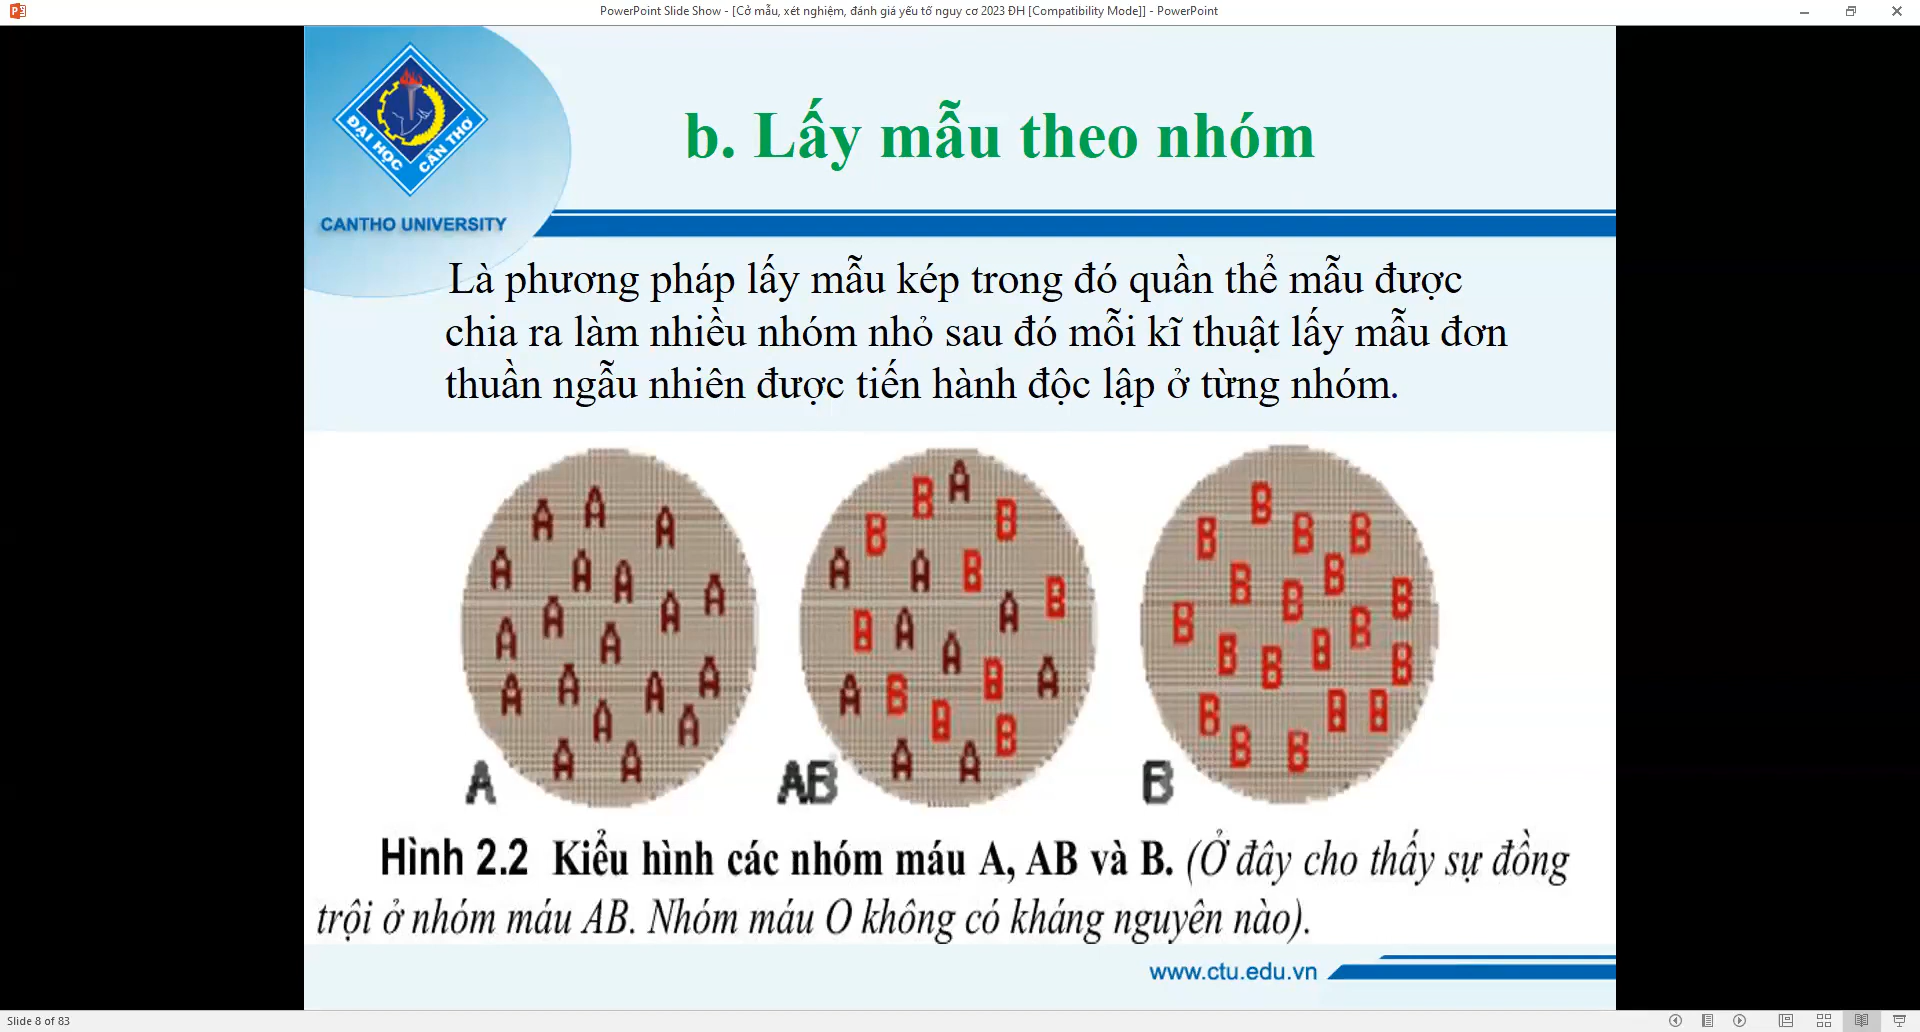 PowerPoint Slide Show - [Cở mẫu, xét nghiệm, đánh giá yếu tố nguy cơ 2023 ĐH [Compatibility Mode]] - PowerPoint
ĐẠI HỌC CẦN THƠ
CANTHO UNIVERSITY
b. Lấy mẫu theo nhóm
Là phương pháp lấy mẫu kép trong đó quần thể mẫu được
chia ra làm nhiều nhóm nhỏ sau đó mỗi kĩ thuật lấy mẫu đơn
thuần ngẫu nhiên được tiến hành độc lập ở từng nhóm.
A AB B
Hình 2.2 Kiểu hình các nhóm máu A, AB và B. (Ở đây cho thấy sự đồng
trội ở nhóm máu AB. Nhóm máu O không có kháng nguyên nào).
www.ctu.edu.vn
Slide 8 of 83